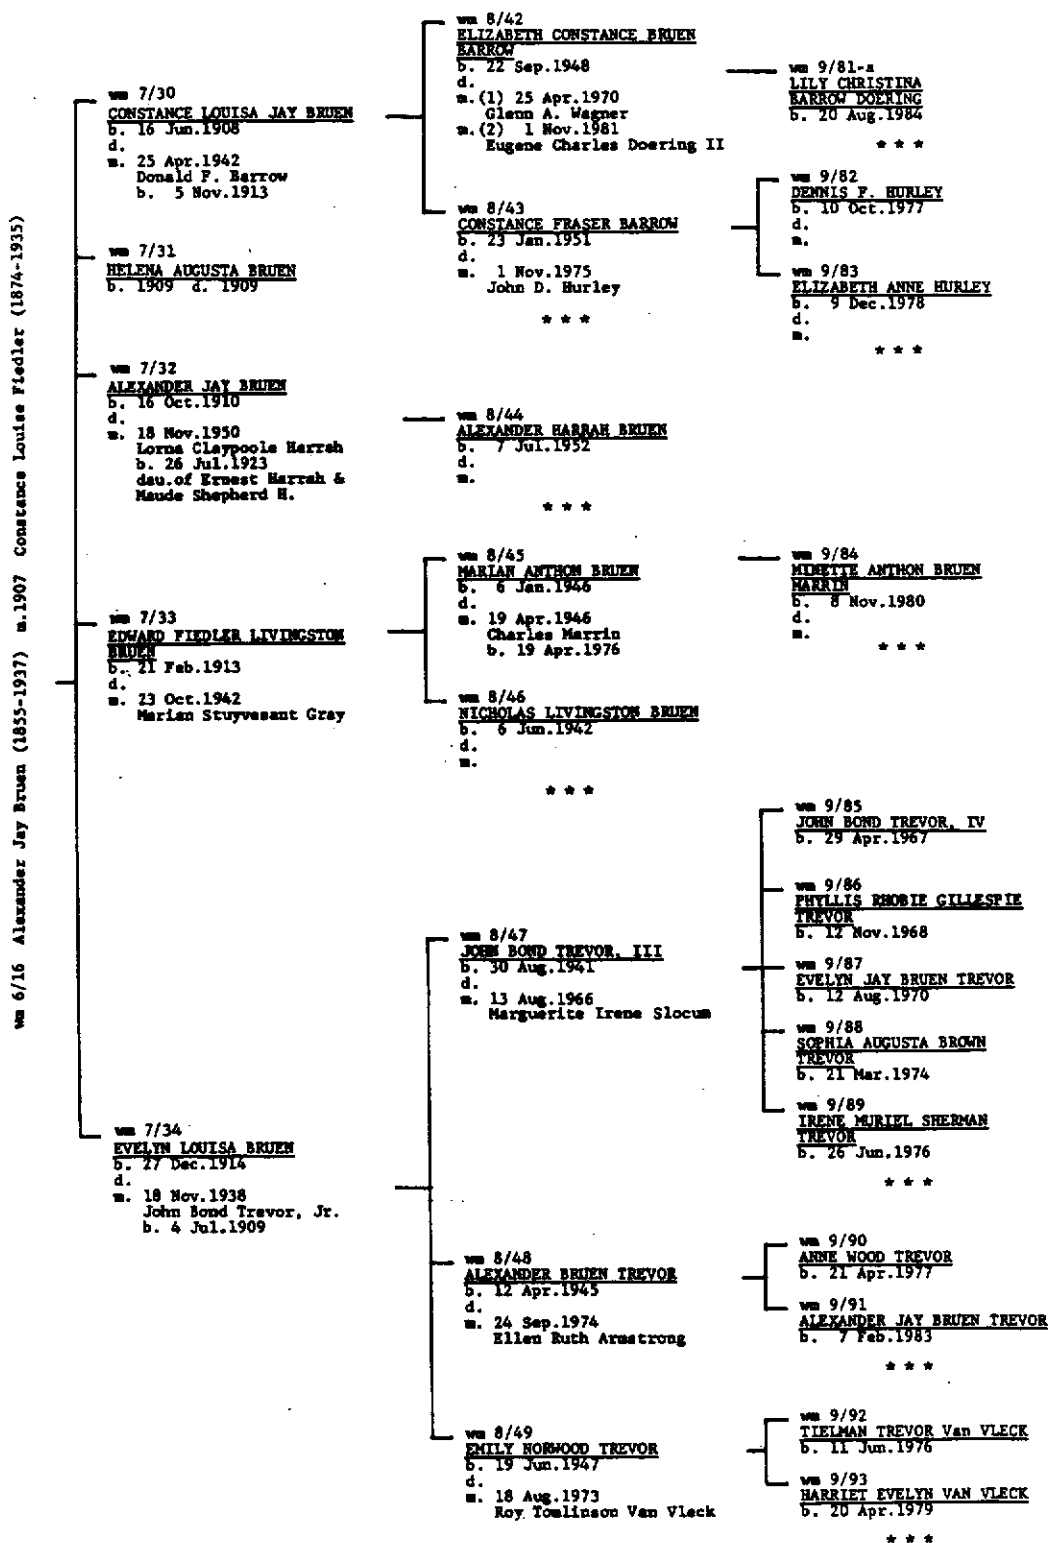 wm 6/16 Alexander Jay Bruen (1855-1937) m.1907 Constance Louise Fiedler (1874-1935)
wm 7/30
CONSTANCE LOUISA JAY BRUEN
b. 16 Jun.1908
d.
m. 25 Apr.1942
Donald F. Barrow
b. 5 Nov.1913
wm 7/31
HELENA AUGUSTA BRUEN
b. 1909 d. 1909
wm 7/32
ALEXANDER JAY BRUEN
b. 16 Oct.1910
d.
m. 18 Nov.1950
Lorna Claypoole Harrah
b. 26 Jul.1923
dau.of Ernest Harrah &
Maude Shepherd H.
wm 7/33
EDWARD FIEDLER LIVINGSTON
BRUEN
b. 21 Feb.1913
d.
m. 23 Oct.1942
Marian Stuyvesant Gray
wm 7/34
EVELYN LOUISA BRUEN
b. 27 Dec.1914
d.
m. 18 Nov.1938
John Bond Trevor, Jr.
b. 4 Jul.1909
wm 8/42
ELIZABETH CONSTANCE BRUEN
BARROW
b. 22 Sep.1948
d.
m.(1) 25 Apr.1970
Glenn A. Wagner
m.(2) 1 Nov.1981
Eugene Charles Doering II
wm 8/43
CONSTANCE FRASER BARROW
b. 23 Jan.1951
d.
m. 1 Nov.1975
John D. Hurley
* * *
wm 8/44
ALEXANDER HARRAH BRUEN
b. 7 Jul.1952
d.
m.
* * *
wm 8/45
MARIAN ANTHON BRUEN
b. 6 Jan.1946
d.
m. 19 Apr.1946
Charles Marrin
b. 19 Apr.1976
wm 8/46
NICHOLAS LIVINGSTON BRUEN
b. 6 Jun.1942
d.
m.
* * *
wm 8/47
JOHN BOND TREVOR, III
b. 30 Aug.1941
d.
m. 13 Aug.1966
Marguerite Irene Slocum
wm 8/48
ALEXANDER BRUEN TREVOR
b. 12 Apr.1945
d.
m. 24 Sep.1974
Ellen Ruth Armstrong
wm 8/49
EMILY NORWOOD TREVOR
b. 19 Jun.1947
d.
m. 18 Aug.1973
Roy Tomlinson Van Vleck
wm 9/81-a
LILY CHRISTINA
BARROW DOERING
b. 20 Aug.1984
* * *
wm 9/82
DENNIS F. HURLEY
b. 10 Oct.1977
d.
m.
wm 9/83
ELIZABETH ANNE HURLEY
b. 9 Dec.1978
d.
m.
* * *
wm 9/84
MINETTE ANTHON BRUEN
MARRIN
b. 8 Nov.1980
d.
m.
* * *
wm 9/85
JOHN BOND TREVOR, IV
b. 29 Apr.1967
wm 9/86
PHYLLIS RHOBIE GILLESPIE
TREVOR
b. 12 Nov.1968
wm 9/87
EVELYN JAY BRUEN TREVOR
b. 12 Aug.1970
wm 9/88
SOPHIA AUGUSTA BROWN
TREVOR
b. 21 Mar.1974
wm 9/89
IRENE MURIEL SHERMAN
TREVOR
b. 26 Jun.1976
* * *
wm 9/90
ANNE WOOD TREVOR
b. 21 Apr.1977
wm 9/91
ALEXANDER JAY BRUEN TREVOR
b. 7 Feb.1983
* * *
wm 9/92
TIELMAN TREVOR Van VLECK
b. 11 Jun.1976
wm 9/93
HARRIET EVELYN VAN VLECK
b. 20 Apr.1979
* * *